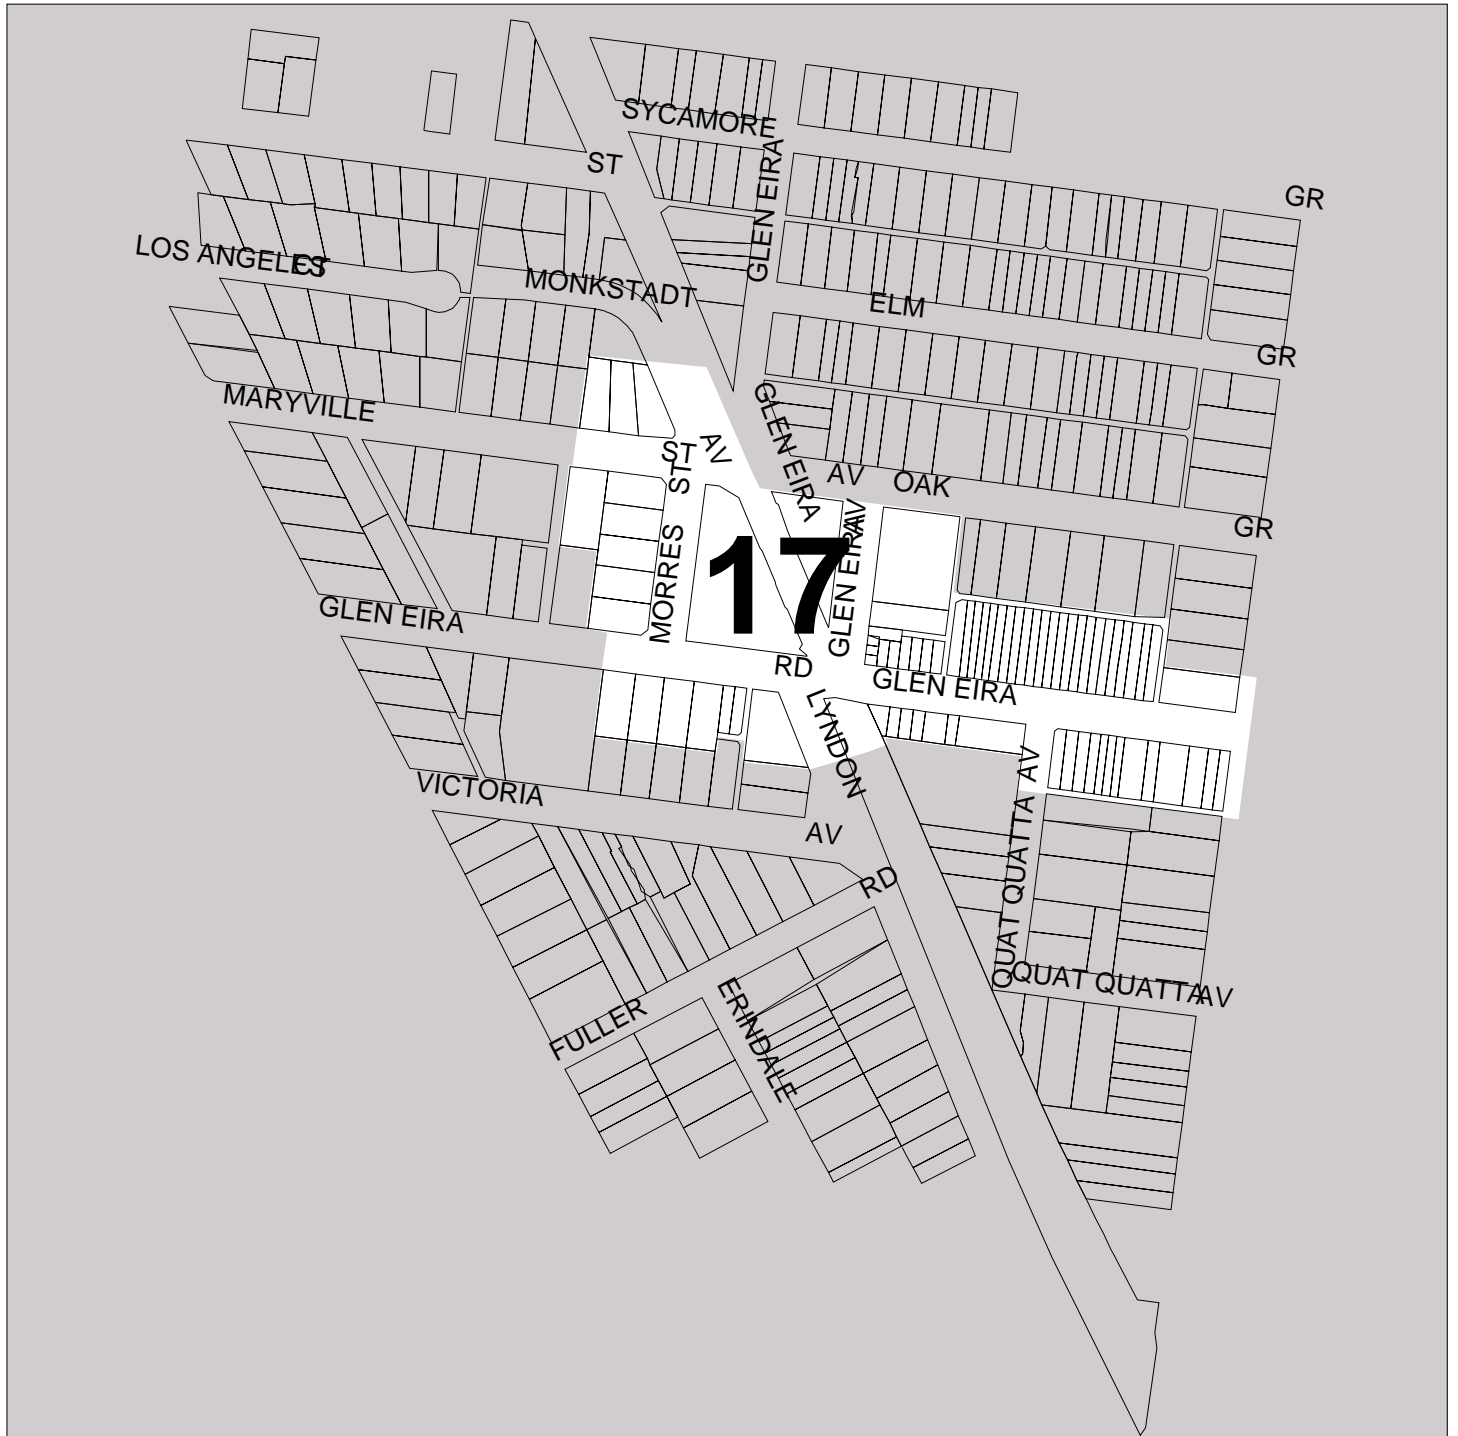 SYCAMORE
ST
GLEN EIRA
GR
LOS ANGELES
CT
MONKSTADT
ELM
GR
MARYVILLE
ST
AV
GLEN EIRA
AV
OAK
GR
MORRES
ST
17
GLEN EIRA
AV
GLEN EIRA
RD
GLEN EIRA
LYNDON
VICTORIA
AV
QUAT QUATTA
AV
RD
QUAT QUATTA
AV
FULLER
ERINDALE